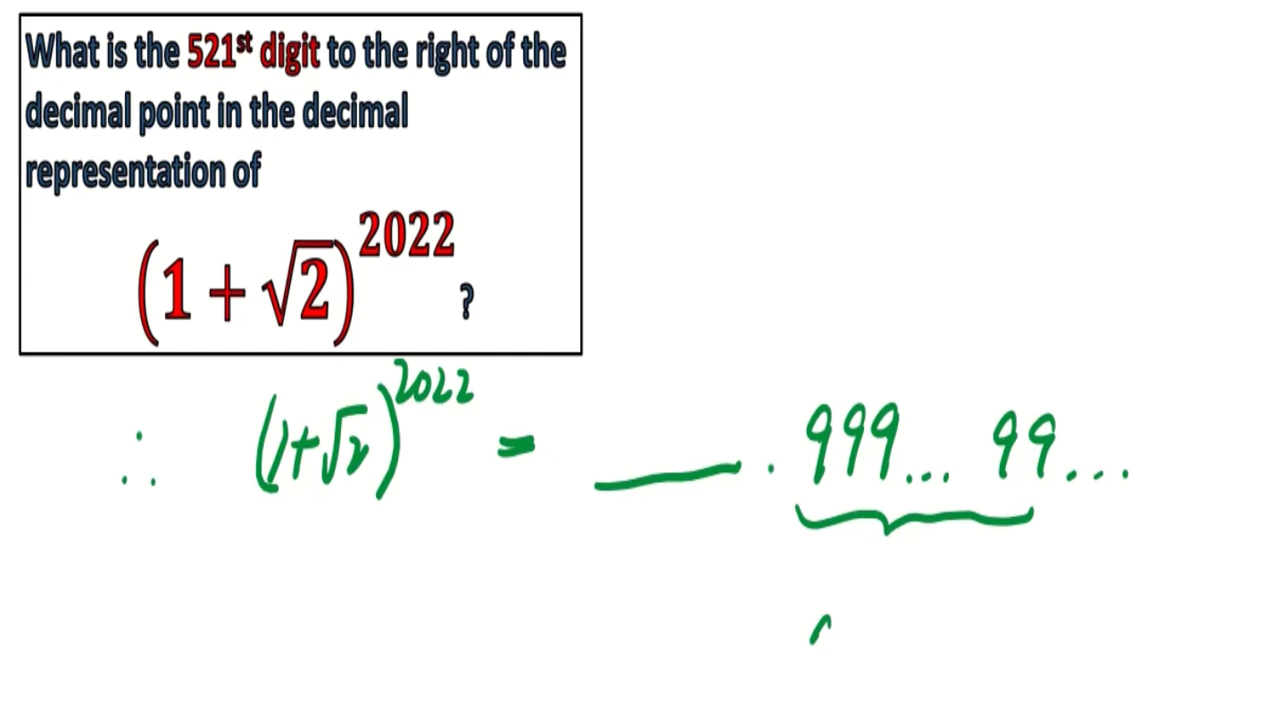 What is the 521st digit to the right of the
decimal point in the decimal
representation of
(1 + √2)^2022 ?
∴ (1+√2)^2022 = ____ . 999... 99...